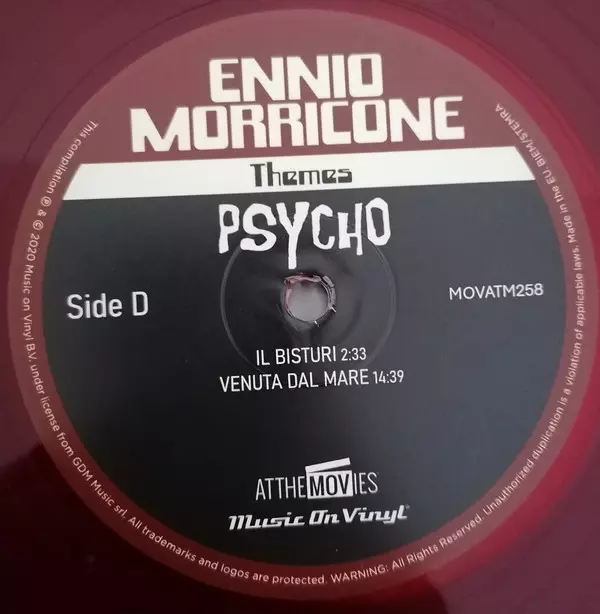 ENNIO
MORRICONE
Themes
PSYCHO
Side D
MOVATM258
IL BISTURI 2:33
VENUTA DAL MARE 14:39
ATTHEMOVIES
Music On Vinyl®
This compilation ℗ & © 2020 Music on Vinyl B.V. under license from GDM Music srl. All trademarks and logos are protected. WARNING: All Rights Reserved. Unauthorized duplication is a violation of applicable laws. Made in the EU BIEM/STEMRA